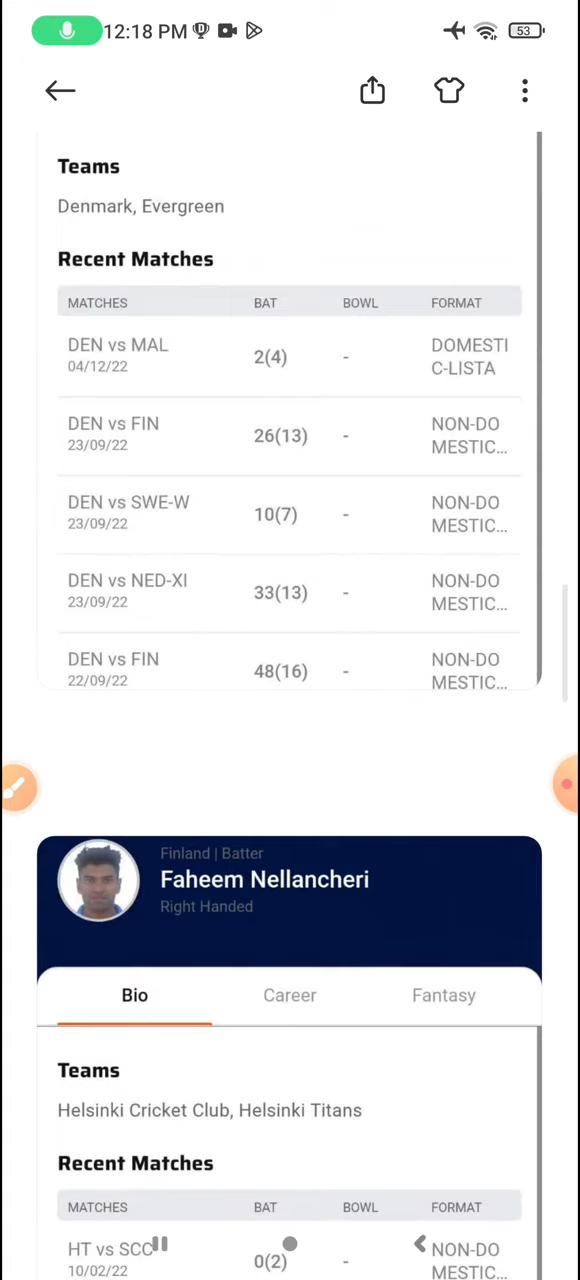 12:18 PM
53
Teams
Denmark, Evergreen
Recent Matches
MATCHES BAT BOWL FORMAT
DEN vs MAL
04/12/22
2(4) -
DOMESTI
C-LISTA
DEN vs FIN
23/09/22
26(13) -
NON-DO
MESTIC...
DEN vs SWE-W
23/09/22
10(7) -
NON-DO
MESTIC...
DEN vs NED-XI
23/09/22
33(13) -
NON-DO
MESTIC...
DEN vs FIN
22/09/22
48(16) -
NON-DO
MESTIC...
Finland | Batter
Faheem Nellancheri
Right Handed
Bio Career Fantasy
Teams
Helsinki Cricket Club, Helsinki Titans
Recent Matches
MATCHES BAT BOWL FORMAT
HT vs SCC
10/02/22
0(2) -
NON-DO
MESTIC...